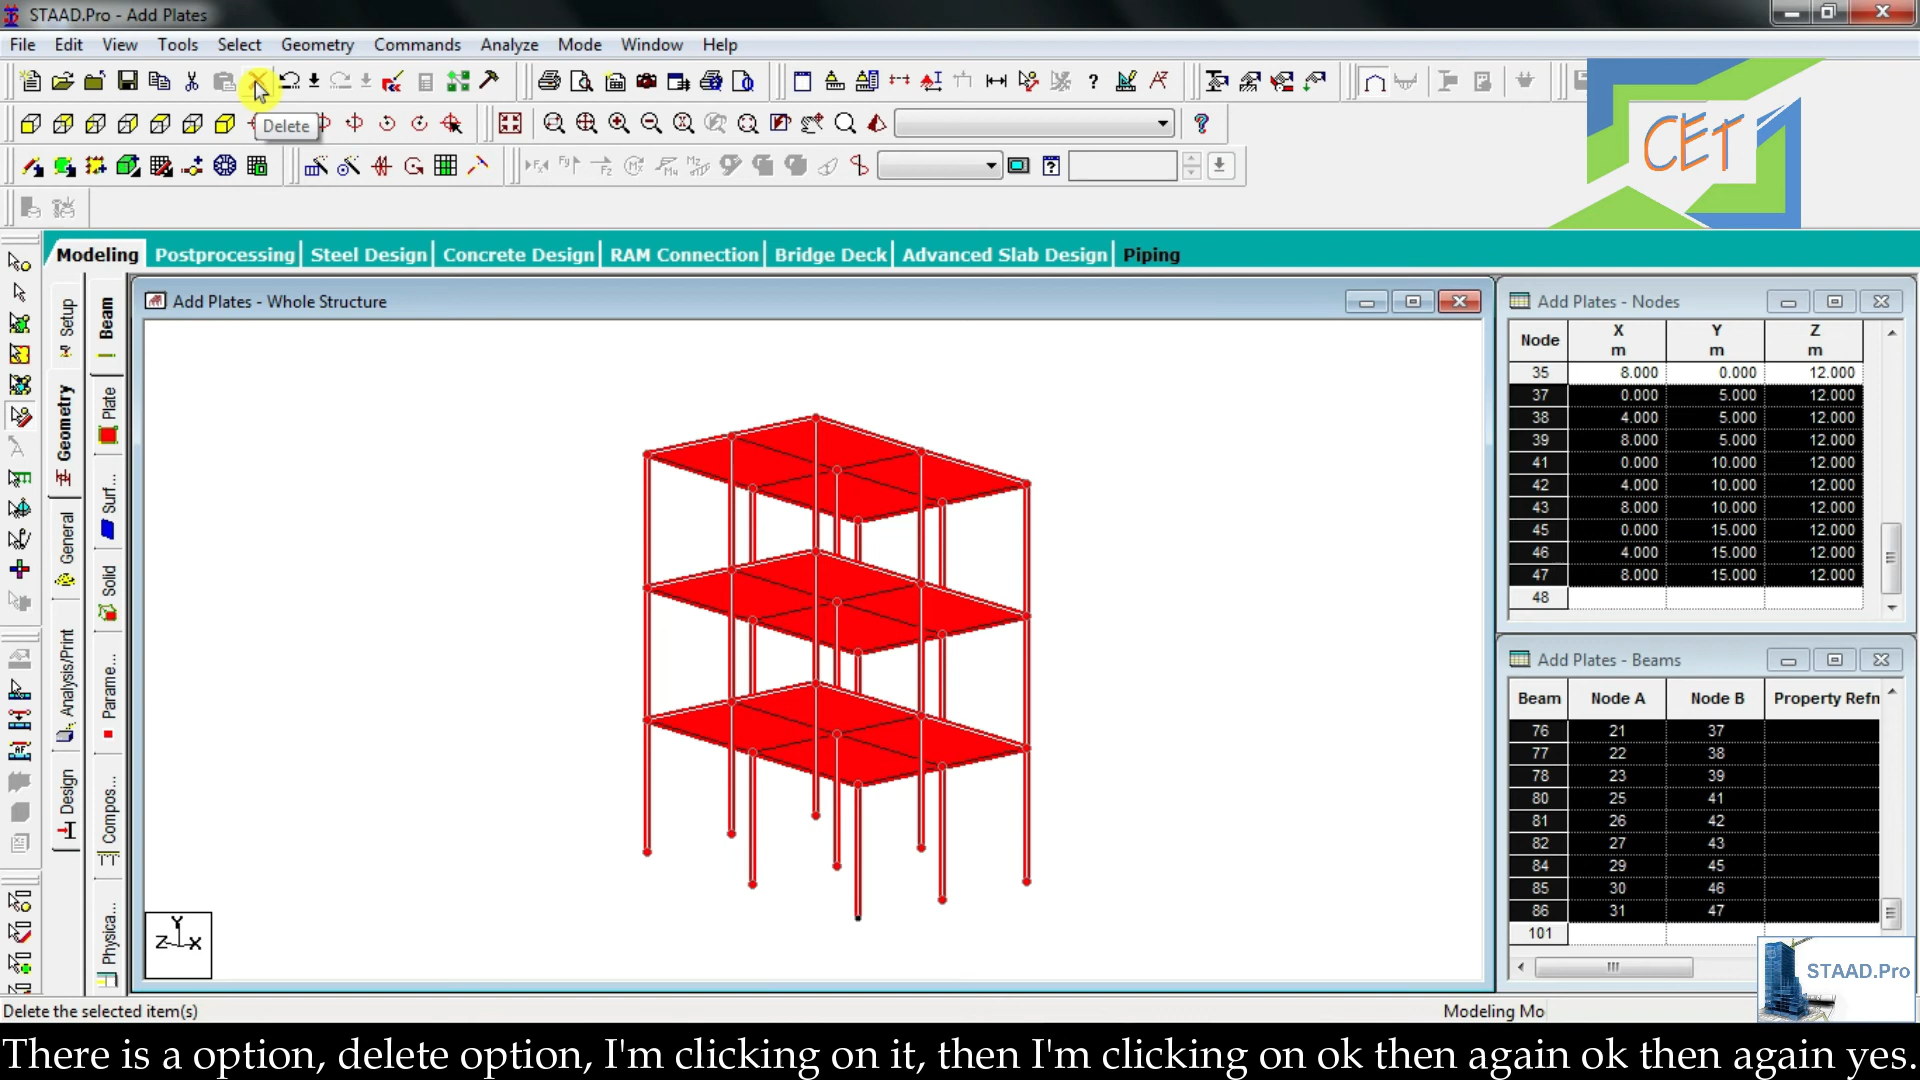 STAAD.Pro - Add Plates
File Edit View Tools Select Geometry Commands Analyze Mode Window Help
Delete
CET
Modeling Postprocessing Steel Design Concrete Design RAM Connection Bridge Deck Advanced Slab Design Piping
Setup
Geometry
General
Analysis/Print
Design
Beam
Plate
Surf...
Solid
Parame...
Compos...
Physica...
Add Plates - Whole Structure
Y
Z X
Add Plates - Nodes
Node X m Y m Z m
35 8.000 0.000 12.000
37 0.000 5.000 12.000
38 4.000 5.000 12.000
39 8.000 5.000 12.000
41 0.000 10.000 12.000
42 4.000 10.000 12.000
43 8.000 10.000 12.000
45 0.000 15.000 12.000
46 4.000 15.000 12.000
47 8.000 15.000 12.000
48
Add Plates - Beams
Beam Node A Node B Property Refn
76 21 37
77 22 38
78 23 39
80 25 41
81 26 42
82 27 43
84 29 45
85 30 46
86 31 47
101
STAAD.Pro
Delete the selected item(s)
Modeling Mo
There is a option, delete option, I'm clicking on it, then I'm clicking on ok then again ok then again yes.